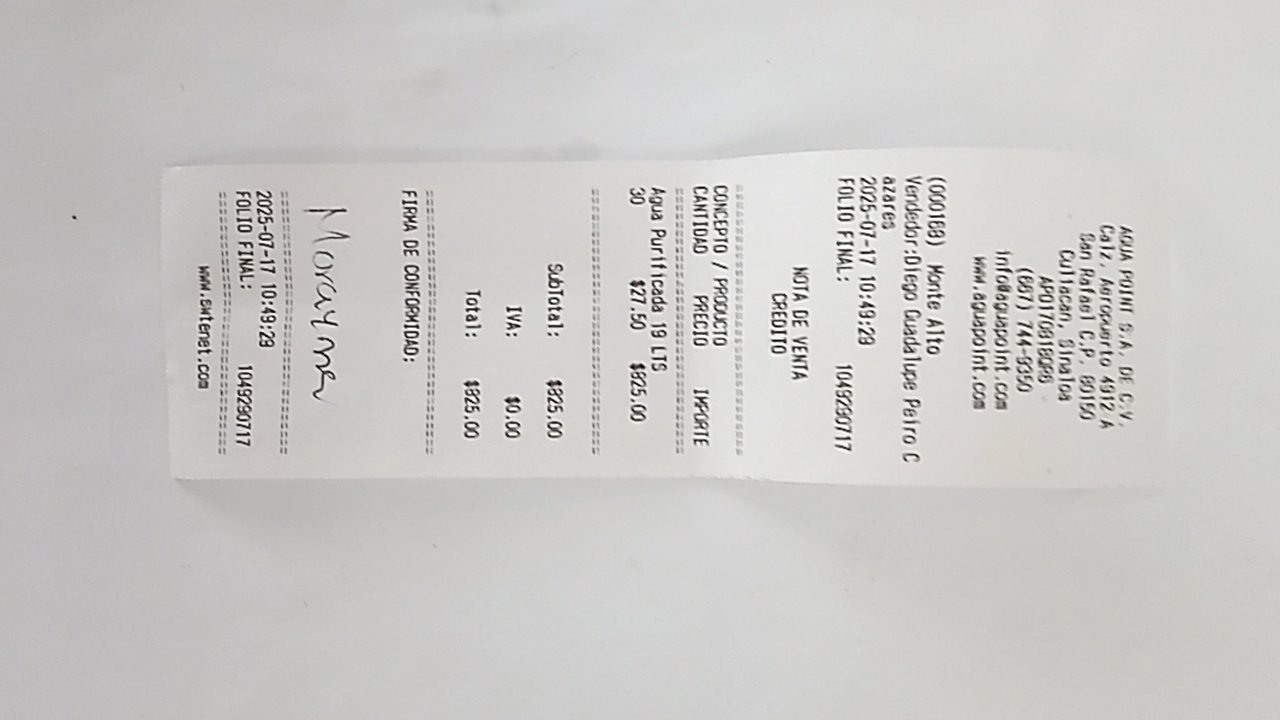 AGUA POINT S.A. DE C.V.
Calz. Aeropuerto 4912 A
San Rafael C.P. 80150
Culiacan, Sinaloa
APO170818QR6
(667) 744-9350
info@aguapoint.com
www.aguapoint.com
(000168) Monte Alto
Vendedor:Diego Guadalupe Patro C
azares
2025-07-17 10:49:29
FOLIO FINAL: 1049290717
NOTA DE VENTA
CREDITO
================================
CONCEPTO / PRODUCTO
CANTIDAD PRECIO IMPORTE
================================
Agua Purificada 19 LTS
30 $27.50 $825.00
================================
SubTotal: $825.00
IVA: $0.00
Total: $825.00
================================
FIRMA DE CONFORMIDAD:
Moraymer
================================
2025-07-17 10:49:29
FOLIO FINAL: 1049290717
================================
www.swtenet.com